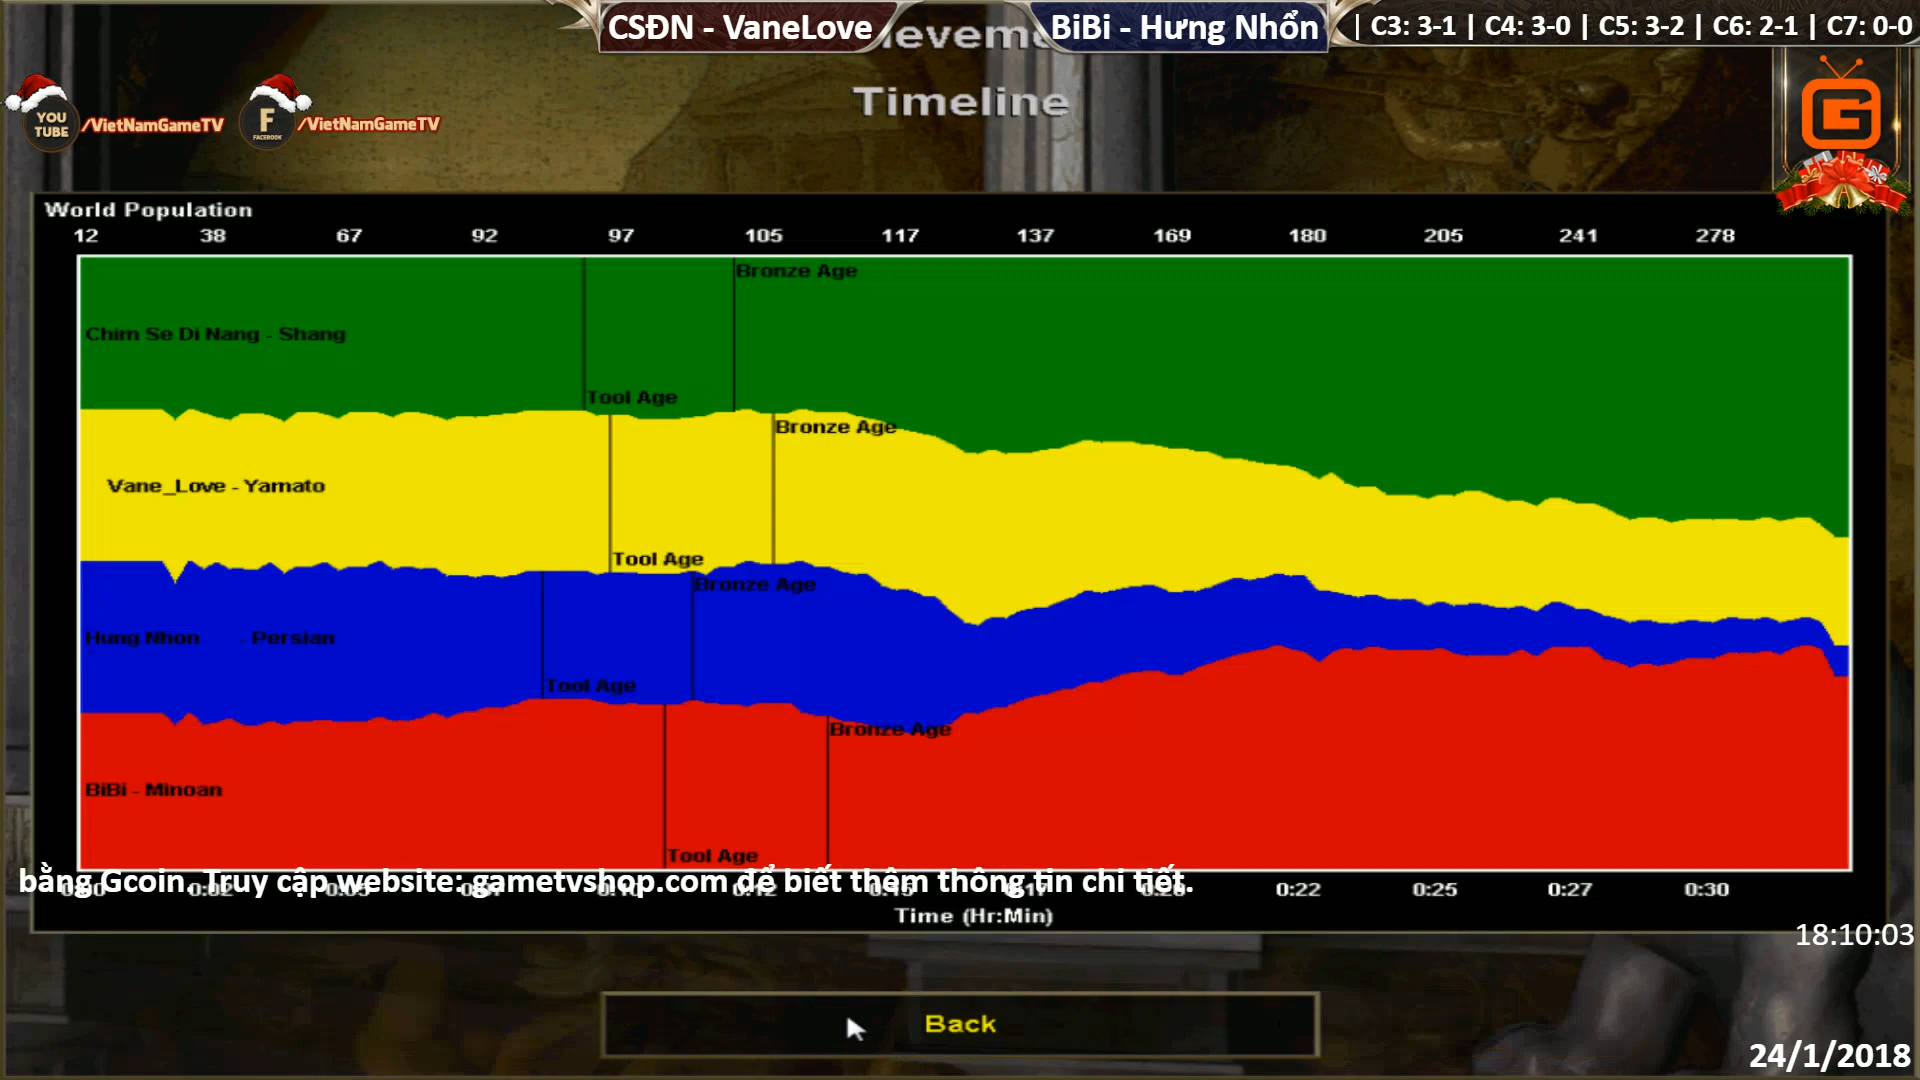 CSĐN - VaneLove
BiBi - Hưng Nhổn
| C3: 3-1 | C4: 3-0 | C5: 3-2 | C6: 2-1 | C7: 0-0
Timeline
YOU TUBE /VietNamGameTV
F FACEBOOK /VietNamGameTV
G
World Population
12 38 67 92 97 105 117 137 169 180 205 241 278
Bronze Age
Chim Se Di Nang - Shang
Tool Age
Bronze Age
Vane_Love - Yamato
Tool Age
Bronze Age
Hung Nhon - Persian
Tool Age
Bronze Age
BiBi - Minoan
Tool Age
bằng Gcoin. Truy cập website: gametvshop.com để biết thêm thông tin chi tiết.
0:22 0:25 0:27 0:30
Time (Hr:Min)
18:10:03
Back
24/1/2018